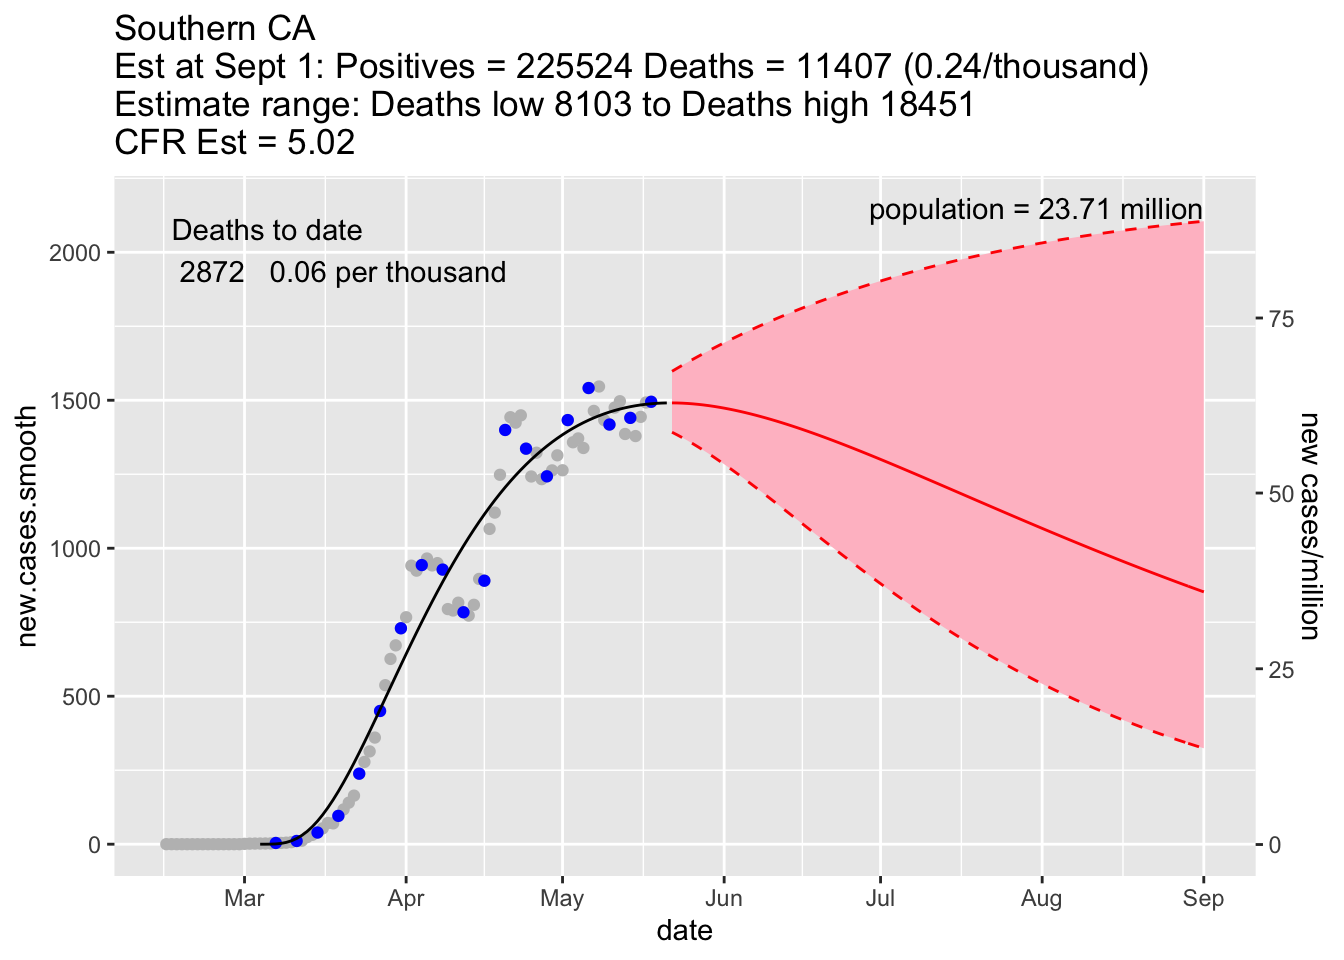 Southern CA
Est at Sept 1: Positives = 225524 Deaths = 11407 (0.24/thousand)
Estimate range: Deaths low 8103 to Deaths high 18451
CFR Est = 5.02
population = 23.71 million
Deaths to date
2872 0.06 per thousand
2000
1500
1000
500
0
new.cases.smooth
75
50
25
0
new cases/million
Mar Apr May Jun Jul Aug Sep
date